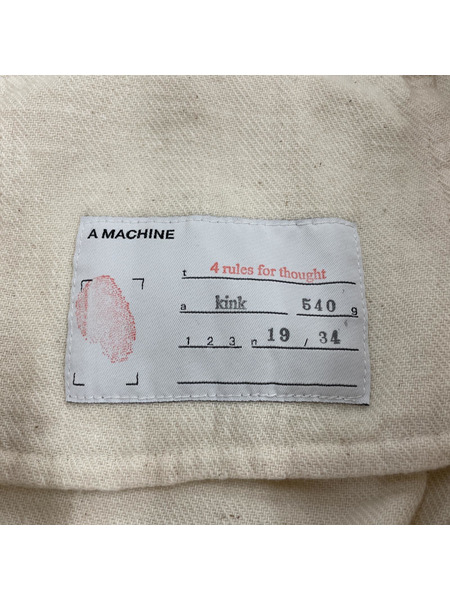 A MACHINE
t 4 rules for thought
a kink 540 g
1 2 3 n 19 / 34